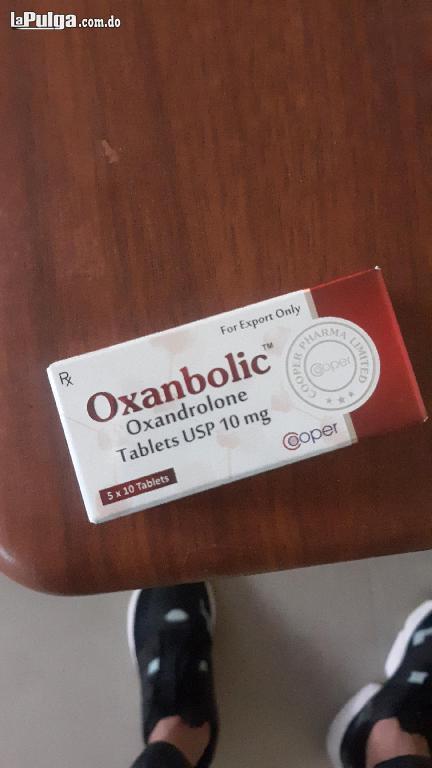 laPulga.com.do
For Export Only
Rx
Oxanbolic™
Oxandrolone
Tablets USP 10 mg
5 x 10 Tablets
COOPER PHARMA LIMITED
Cooper
Cooper